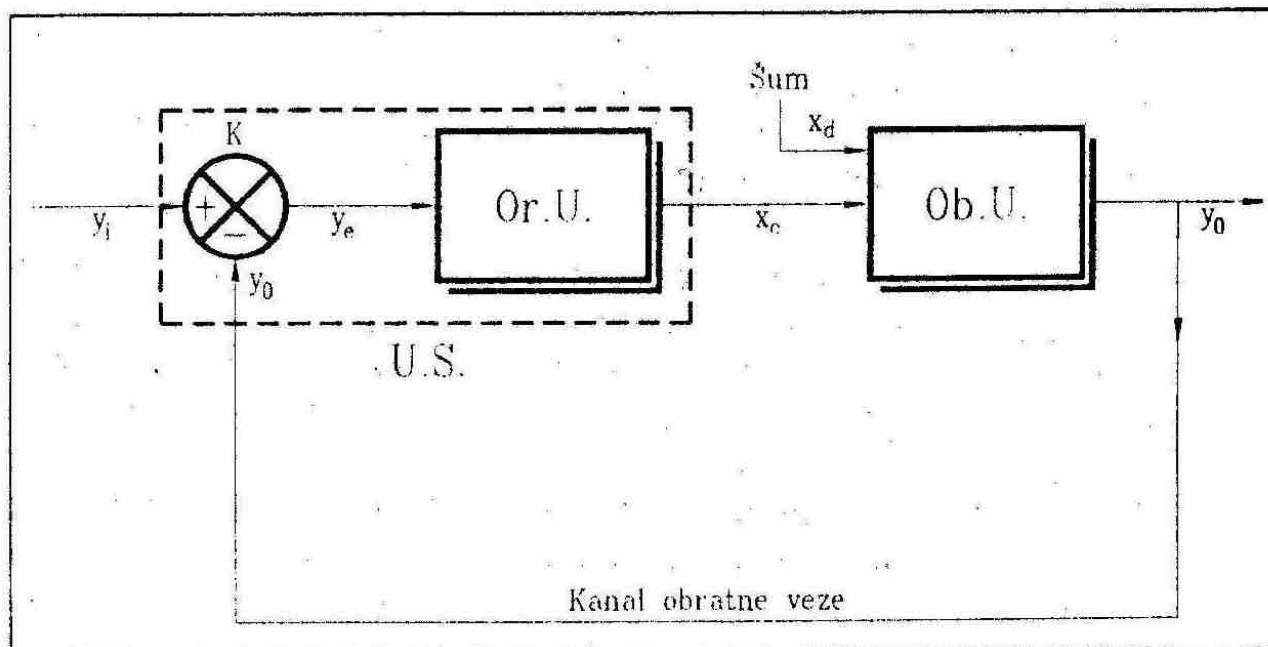 Šum
K
x_d
+
Or.U.
Ob.U.
y_i
y_e
x_c
y_0
−
y_0
U.S.
Kanal obratne veze